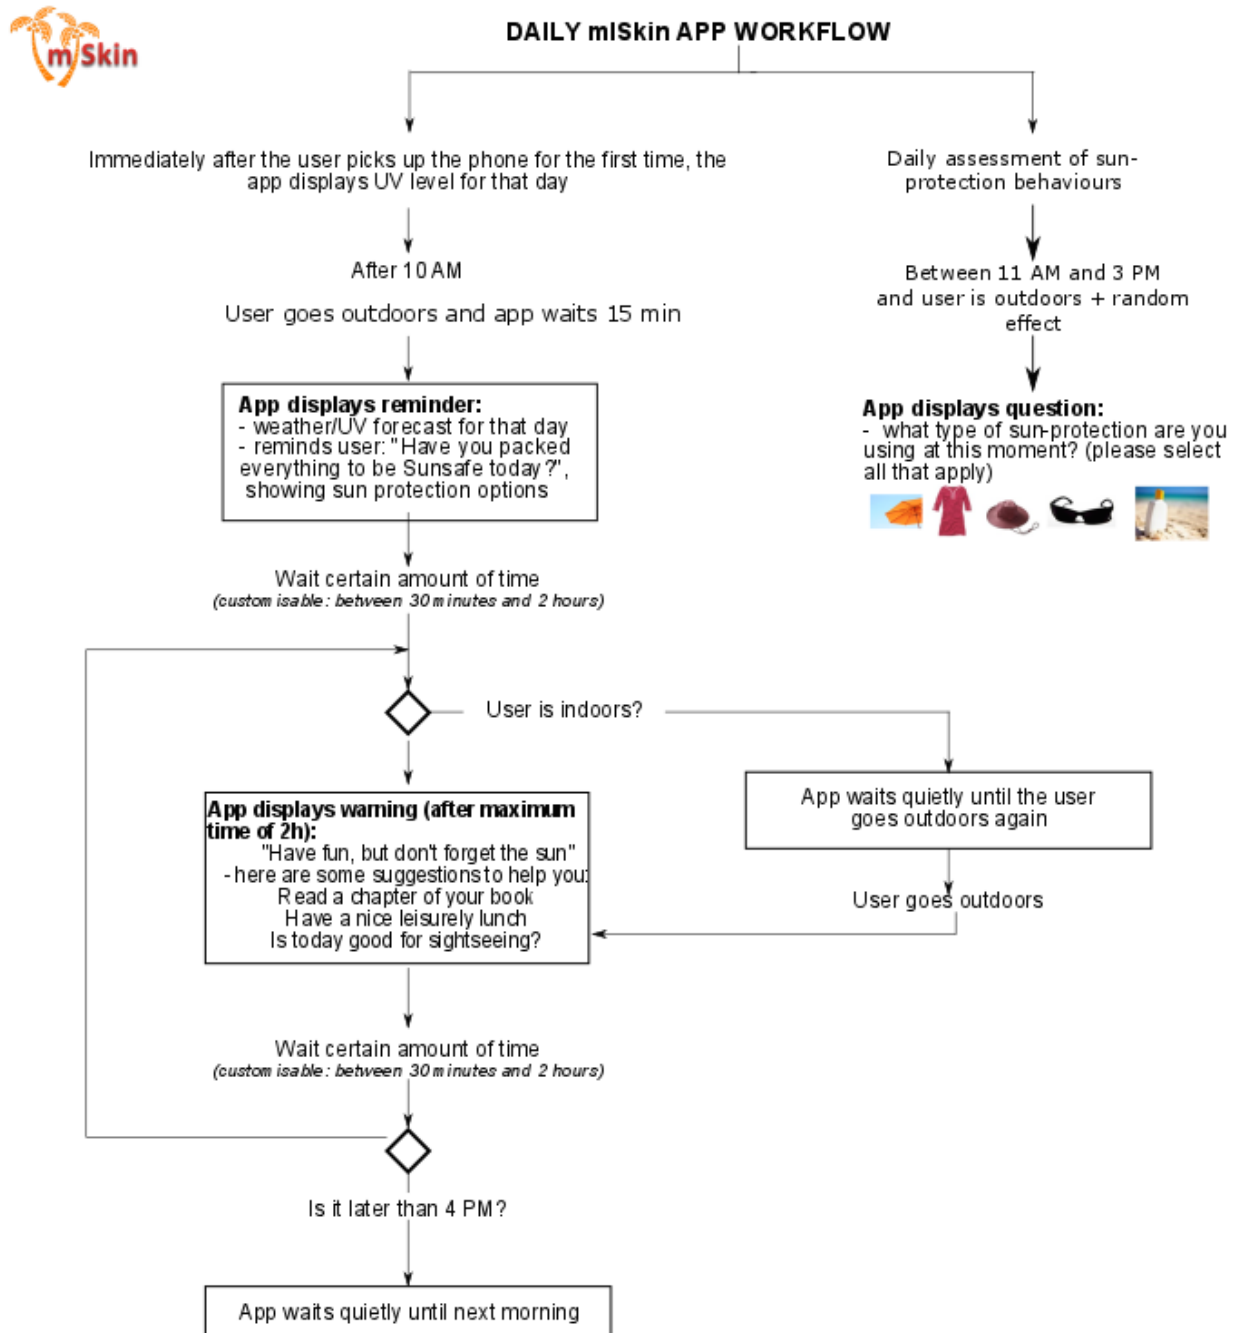 mISkin
DAILY mISkin APP WORKFLOW
Immediately after the user picks up the phone for the first time, the
app displays UV level for that day
After 10 AM
User goes outdoors and app waits 15 min
App displays reminder:
- weather/UV forecast for that day
- reminds user: "Have you packed
everything to be Sunsafe today?",
showing sun protection options
Wait certain amount of time
(customisable: between 30 minutes and 2 hours)
User is indoors?
App displays warning (after maximum
time of 2h):
"Have fun, but don't forget the sun"
- here are some suggestions to help you:
Read a chapter of your book
Have a nice leisurely lunch
Is today good for sightseeing?
App waits quietly until the user
goes outdoors again
User goes outdoors
Wait certain amount of time
(customisable: between 30 minutes and 2 hours)
Is it later than 4 PM?
App waits quietly until next morning
Daily assessment of sun-
protection behaviours
Between 11 AM and 3 PM
and user is outdoors + random
effect
App displays question:
- what type of sun-protection are you
using at this moment? (please select
all that apply)